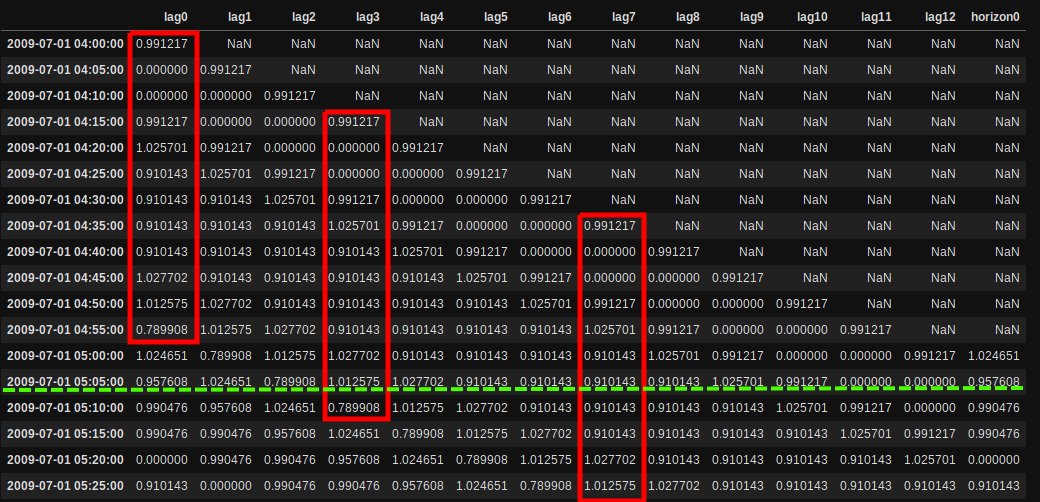 lag0 lag1 lag2 lag3 lag4 lag5 lag6 lag7 lag8 lag9 lag10 lag11 lag12 horizon0
2009-07-01 04:00:00 0.991217 NaN NaN NaN NaN NaN NaN NaN NaN NaN NaN NaN NaN NaN
2009-07-01 04:05:00 0.000000 0.991217 NaN NaN NaN NaN NaN NaN NaN NaN NaN NaN NaN NaN
2009-07-01 04:10:00 0.000000 0.000000 0.991217 NaN NaN NaN NaN NaN NaN NaN NaN NaN NaN NaN
2009-07-01 04:15:00 0.991217 0.000000 0.000000 0.991217 NaN NaN NaN NaN NaN NaN NaN NaN NaN NaN
2009-07-01 04:20:00 1.025701 0.991217 0.000000 0.000000 0.991217 NaN NaN NaN NaN NaN NaN NaN NaN NaN
2009-07-01 04:25:00 0.910143 1.025701 0.991217 0.000000 0.000000 0.991217 NaN NaN NaN NaN NaN NaN NaN NaN
2009-07-01 04:30:00 0.910143 0.910143 1.025701 0.991217 0.000000 0.000000 0.991217 NaN NaN NaN NaN NaN NaN NaN
2009-07-01 04:35:00 0.910143 0.910143 0.910143 1.025701 0.991217 0.000000 0.000000 0.991217 NaN NaN NaN NaN NaN NaN
2009-07-01 04:40:00 0.910143 0.910143 0.910143 0.910143 1.025701 0.991217 0.000000 0.000000 0.991217 NaN NaN NaN NaN NaN
2009-07-01 04:45:00 1.027702 0.910143 0.910143 0.910143 0.910143 1.025701 0.991217 0.000000 0.000000 0.991217 NaN NaN NaN NaN
2009-07-01 04:50:00 1.012575 1.027702 0.910143 0.910143 0.910143 0.910143 1.025701 0.991217 0.000000 0.000000 0.991217 NaN NaN NaN
2009-07-01 04:55:00 0.789908 1.012575 1.027702 0.910143 0.910143 0.910143 0.910143 1.025701 0.991217 0.000000 0.000000 0.991217 NaN NaN
2009-07-01 05:00:00 1.024651 0.789908 1.012575 1.027702 0.910143 0.910143 0.910143 0.910143 1.025701 0.991217 0.000000 0.000000 0.991217 1.024651
2009-07-01 05:05:00 0.957608 1.024651 0.789908 1.012575 1.027702 0.910143 0.910143 0.910143 0.910143 1.025701 0.991217 0.000000 0.000000 0.957608
2009-07-01 05:10:00 0.990476 0.957608 1.024651 0.789908 1.012575 1.027702 0.910143 0.910143 0.910143 0.910143 1.025701 0.991217 0.000000 0.990476
2009-07-01 05:15:00 0.990476 0.990476 0.957608 1.024651 0.789908 1.012575 1.027702 0.910143 0.910143 0.910143 0.910143 1.025701 0.991217 0.990476
2009-07-01 05:20:00 0.000000 0.990476 0.990476 0.957608 1.024651 0.789908 1.012575 1.027702 0.910143 0.910143 0.910143 0.910143 1.025701 0.000000
2009-07-01 05:25:00 0.910143 0.000000 0.990476 0.990476 0.957608 1.024651 0.789908 1.012575 1.027702 0.910143 0.910143 0.910143 0.910143 0.910143